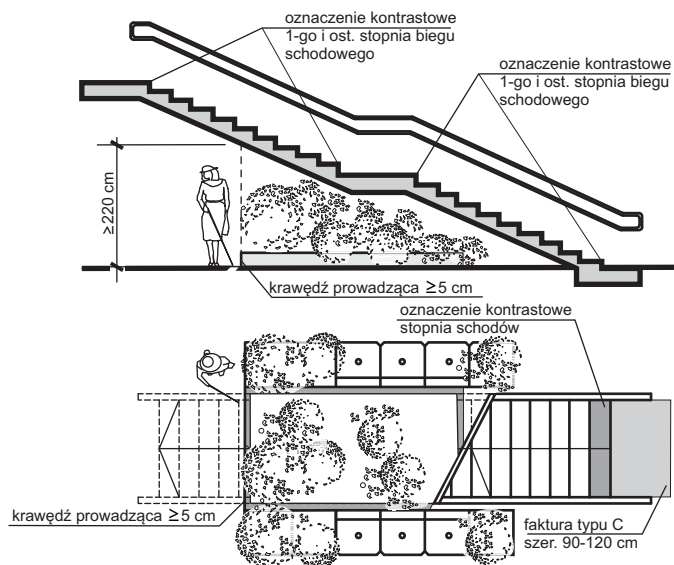 oznaczenie kontrastowe
1-go i ost. stopnia biegu
schodowego
oznaczenie kontrastowe
1-go i ost. stopnia biegu
schodowego
≥220 cm
krawędź prowadząca ≥5 cm
oznaczenie kontrastowe
stopnia schodów
krawędź prowadząca ≥5 cm
faktura typu C
szer. 90-120 cm